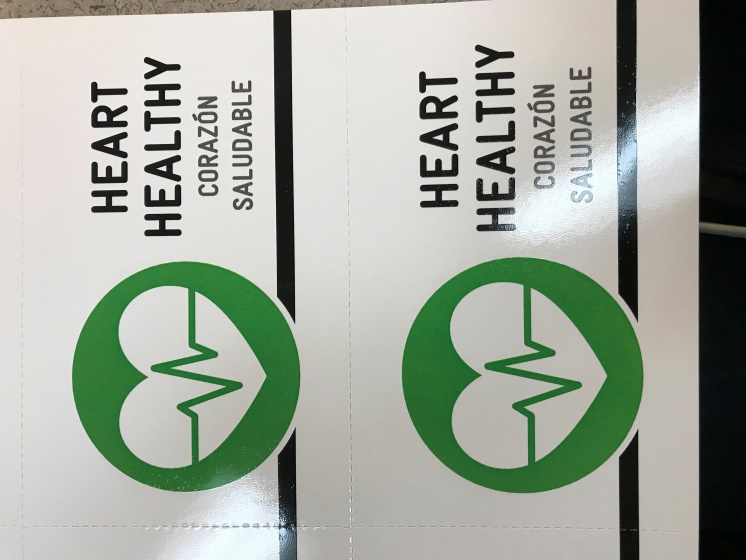 HEART
HEALTHY
CORAZÓN
SALUDABLE
HEART
HEALTHY
CORAZÓN
SALUDABLE